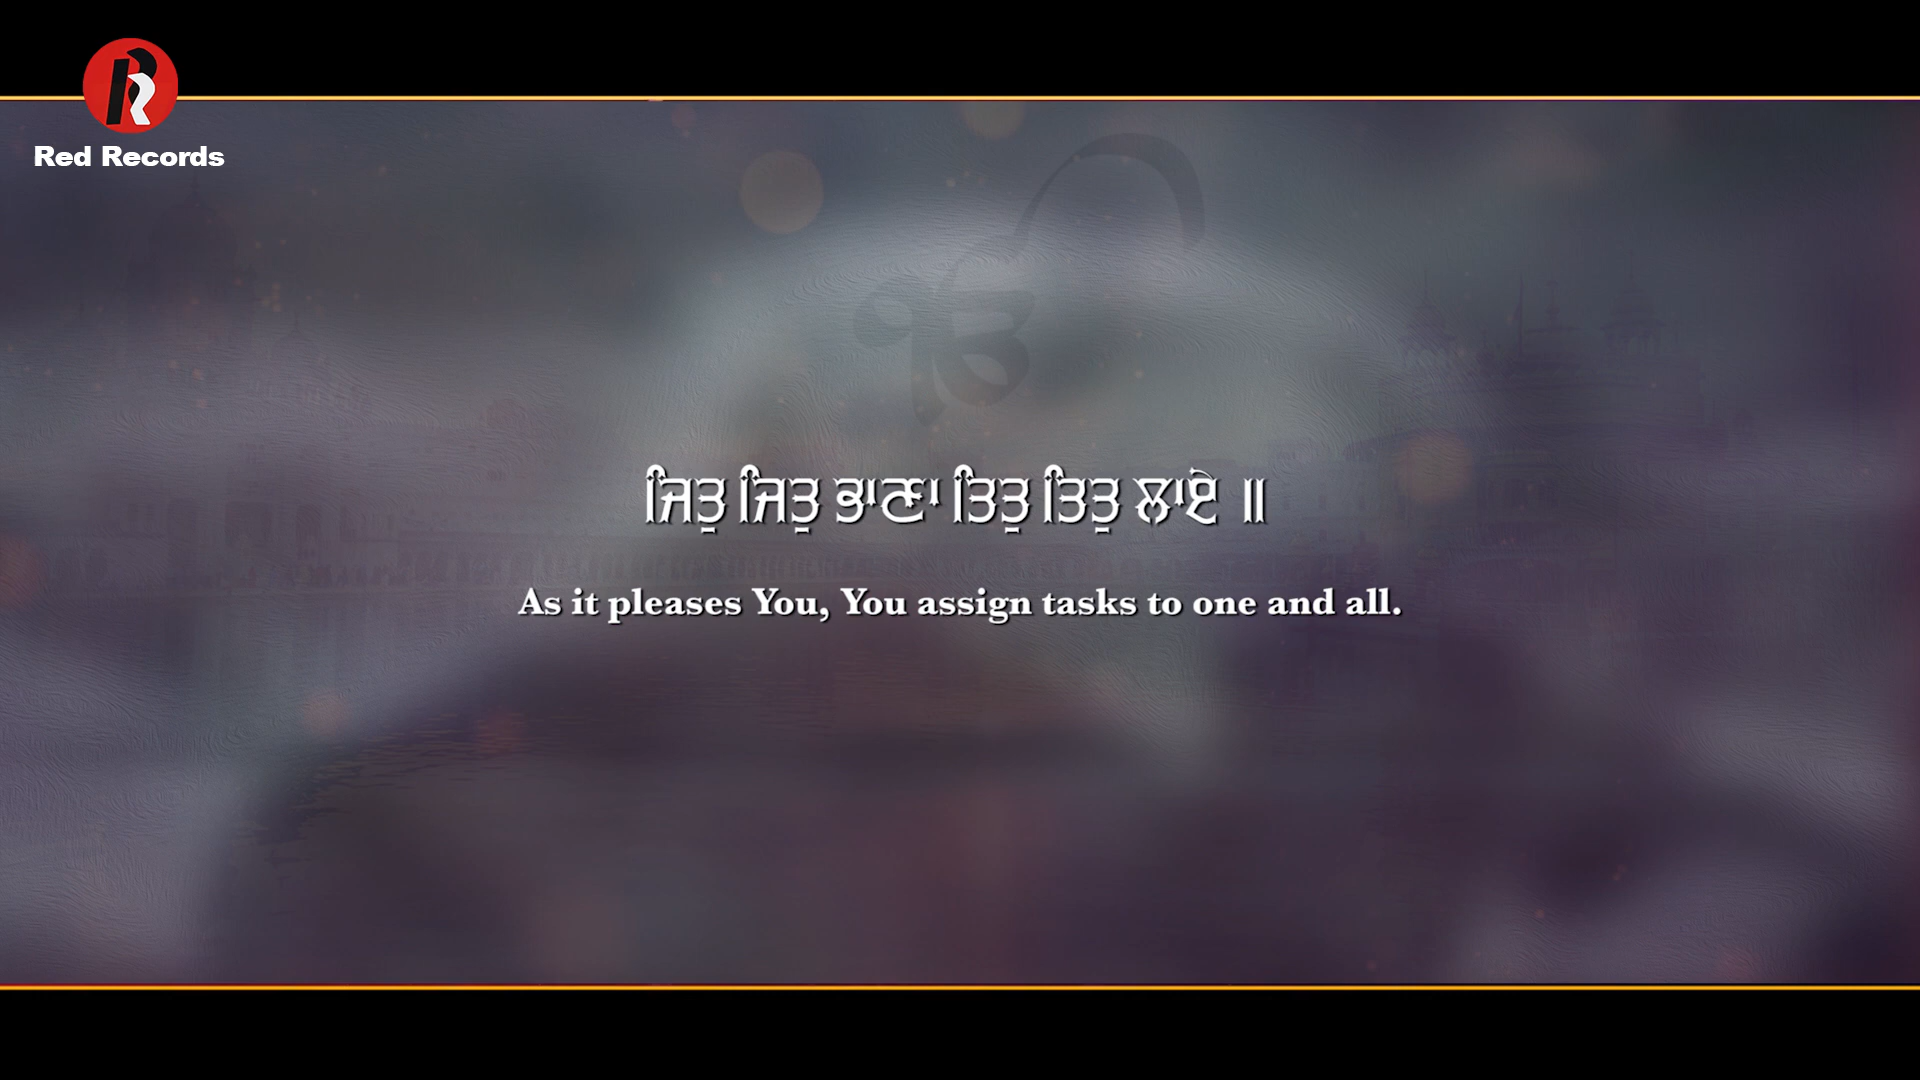 Red Records
ੴ
ਜਿਤੁ ਜਿਤੁ ਭਾਣਾ ਤਿਤੁ ਤਿਤੁ ਲਾਏ ॥
As it pleases You, You assign tasks to one and all.